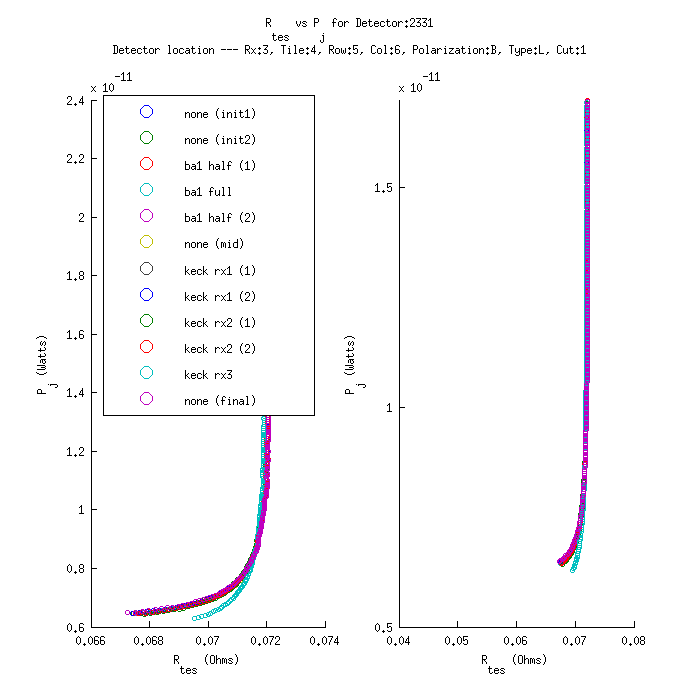 R tes vs P j for Detector:2331
Detector location --- Rx:3, Tile:4, Row:5, Col:6, Polarization:B, Type:L, Cut:1
x 10 -11
2.4
2.2
2
1.8
1.6
1.4
1.2
1
0.8
0.6
0.066 0.068 0.07 0.072 0.074
P j (Watts)
R tes (Ohms)
none (init1)
none (init2)
ba1 half (1)
ba1 full
ba1 half (2)
none (mid)
keck rx1 (1)
keck rx1 (2)
keck rx2 (1)
keck rx2 (2)
keck rx3
none (final)
x 10 -11
1.5
1
0.5
0.04 0.05 0.06 0.07 0.08
P j (Watts)
R tes (Ohms)